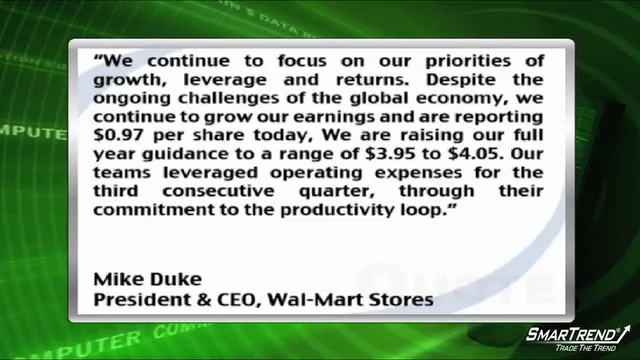 “We continue to focus on our priorities of
growth, leverage and returns. Despite the
ongoing challenges of the global economy, we
continue to grow our earnings and are reporting
$0.97 per share today, We are raising our full
year guidance to a range of $3.95 to $4.05. Our
teams leveraged operating expenses for the
third consecutive quarter, through their
commitment to the productivity loop.”
Mike Duke
President & CEO, Wal-Mart Stores
QUOTE
COMPUTER
SMARTREND
TRADE THE TREND